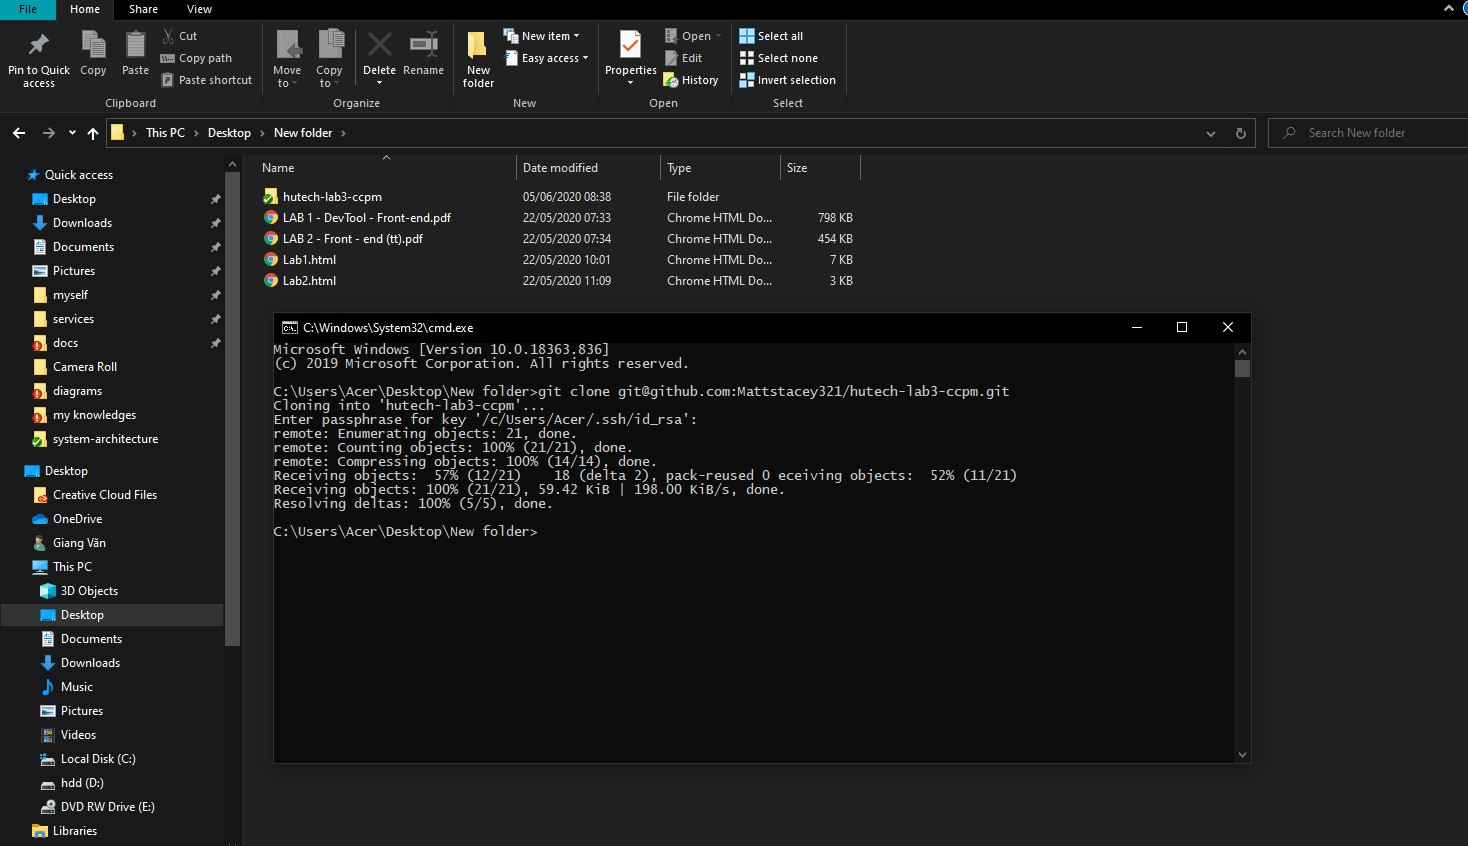 File Home Share View
Pin to Quick access
Copy
Paste
Cut
Copy path
Paste shortcut
Clipboard
Move to
Copy to
Delete
Rename
Organize
New folder
New item
Easy access
New
Properties
Open
Edit
History
Open
Select all
Select none
Invert selection
Select
This PC > Desktop > New folder >
Search New folder
Quick access
Desktop
Downloads
Documents
Pictures
myself
services
docs
Camera Roll
diagrams
my knowledges
system-architecture
Desktop
Creative Cloud Files
OneDrive
Giang Văn
This PC
3D Objects
Desktop
Documents
Downloads
Music
Pictures
Videos
Local Disk (C:)
hdd (D:)
DVD RW Drive (E:)
Libraries
Name Date modified Type Size
hutech-lab3-ccpm 05/06/2020 08:38 File folder
LAB 1 - DevTool - Front-end.pdf 22/05/2020 07:33 Chrome HTML Do... 798 KB
LAB 2 - Front - end (tt).pdf 22/05/2020 07:34 Chrome HTML Do... 454 KB
Lab1.html 22/05/2020 10:01 Chrome HTML Do... 7 KB
Lab2.html 22/05/2020 11:09 Chrome HTML Do... 3 KB
C:\Windows\System32\cmd.exe
Microsoft Windows [Version 10.0.18363.836]
(c) 2019 Microsoft Corporation. All rights reserved.
C:\Users\Acer\Desktop\New folder>git clone git@github.com:Mattstacey321/hutech-lab3-ccpm.git
Cloning into 'hutech-lab3-ccpm'...
Enter passphrase for key '/c/Users/Acer/.ssh/id_rsa':
remote: Enumerating objects: 21, done.
remote: Counting objects: 100% (21/21), done.
remote: Compressing objects: 100% (14/14), done.
Receiving objects:  57% (12/21)    18 (delta 2), pack-reused 0 eceiving objects:  52% (11/21)
Receiving objects: 100% (21/21), 59.42 KiB | 198.00 KiB/s, done.
Resolving deltas: 100% (5/5), done.
C:\Users\Acer\Desktop\New folder>